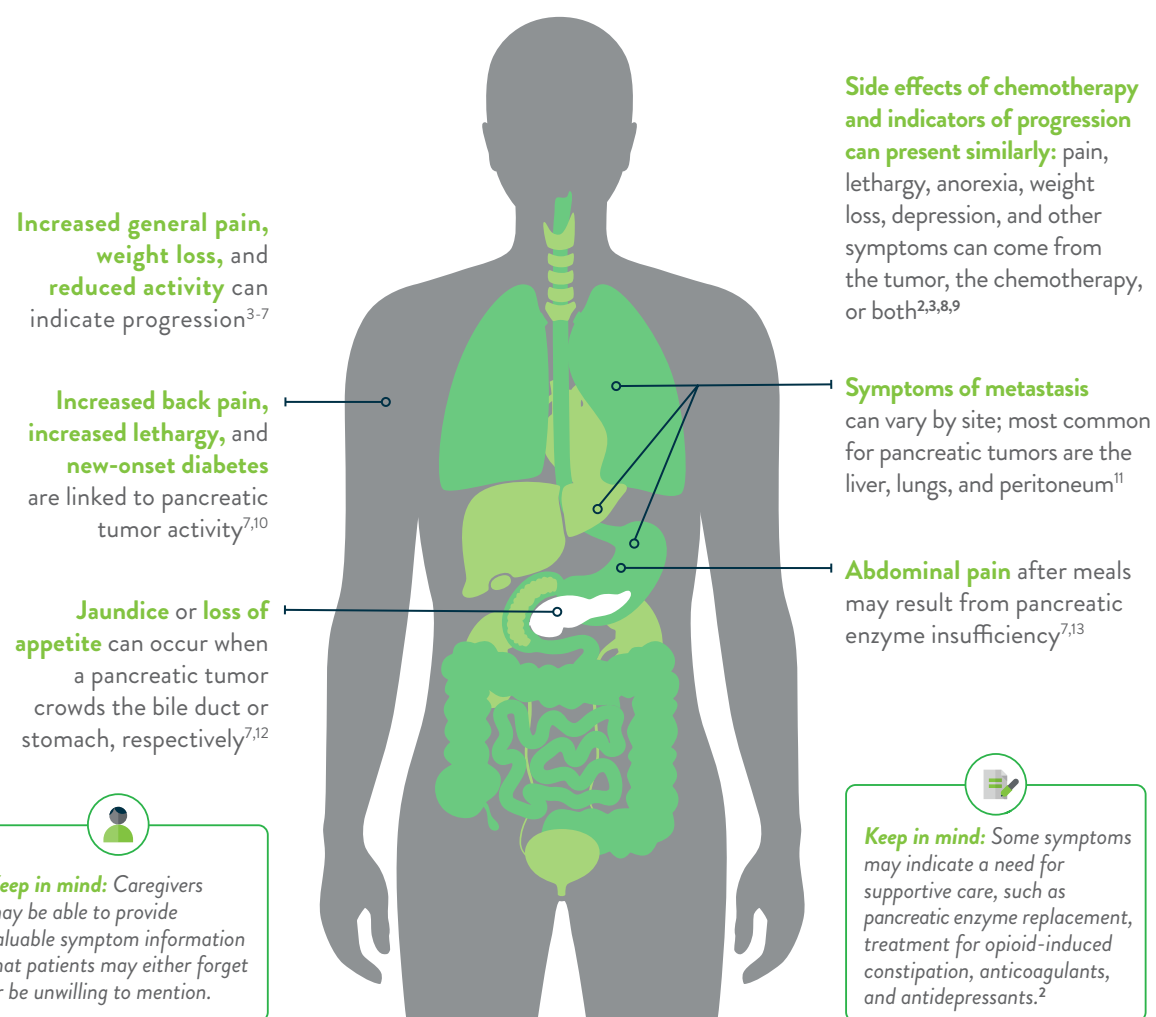 Increased general pain,
weight loss, and
reduced activity can
indicate progression3-7
Increased back pain,
increased lethargy, and
new-onset diabetes
are linked to pancreatic
tumor activity7,10
Jaundice or loss of
appetite can occur when
a pancreatic tumor
crowds the bile duct or
stomach, respectively7,12
eep in mind: Caregivers
ay be able to provide
aluable symptom information
hat patients may either forget
r be unwilling to mention.
Side effects of chemotherapy
and indicators of progression
can present similarly: pain,
lethargy, anorexia, weight
loss, depression, and other
symptoms can come from
the tumor, the chemotherapy,
or both2,3,8,9
Symptoms of metastasis
can vary by site; most common
for pancreatic tumors are the
liver, lungs, and peritoneum11
Abdominal pain after meals
may result from pancreatic
enzyme insufficiency7,13
Keep in mind: Some symptoms
may indicate a need for
supportive care, such as
pancreatic enzyme replacement,
treatment for opioid-induced
constipation, anticoagulants,
and antidepressants.2